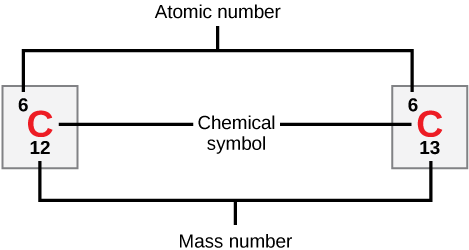 Atomic number
6
C
12
Chemical
symbol
6
C
13
Mass number